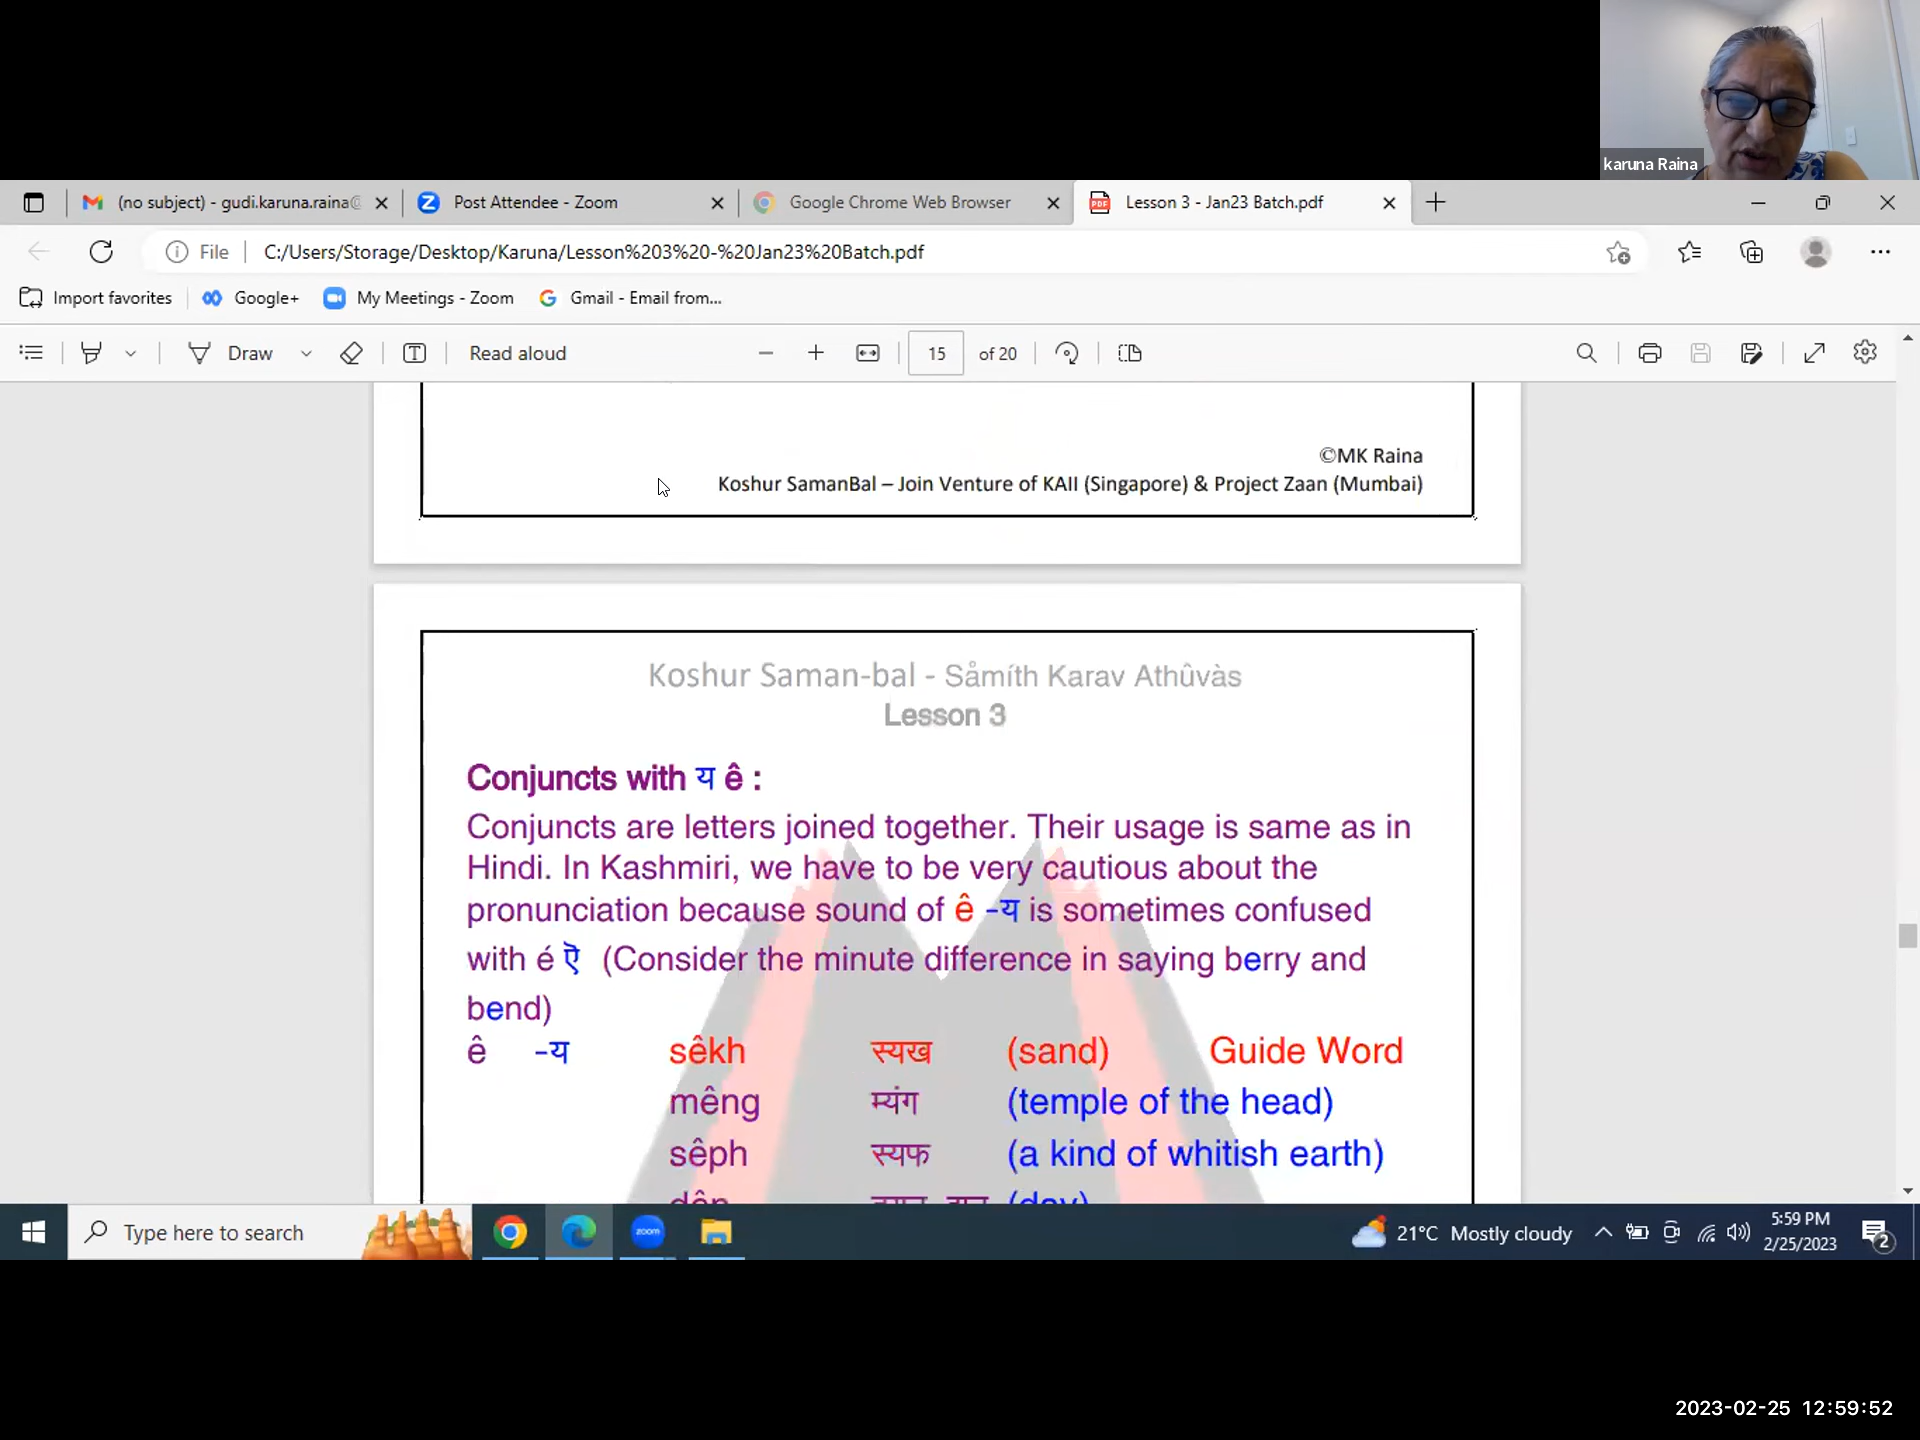 karuna Raina
(no subject) - gudi.karuna.raina@
Post Attendee - Zoom
Google Chrome Web Browser
Lesson 3 - Jan23 Batch.pdf
File
C:/Users/Storage/Desktop/Karuna/Lesson%203%20-%20Jan23%20Batch.pdf
Import favorites
Google+
My Meetings - Zoom
Gmail - Email from...
Draw
Read aloud
15 of 20
©MK Raina
Koshur SamanBal – Join Venture of KAII (Singapore) & Project Zaan (Mumbai)
Koshur Saman-bal - Såmíth Karav Athûvàs
Lesson 3
Conjuncts with य ê :
Conjuncts are letters joined together. Their usage is same as in
Hindi. In Kashmiri, we have to be very cautious about the
pronunciation because sound of ê -य is sometimes confused
with é ऎ (Consider the minute difference in saying berry and
bend)
ê -य sêkh स्यख (sand) Guide Word
mêng म्यंग (temple of the head)
sêph स्यफ (a kind of whitish earth)
dên (day)
Type here to search
zoom
21°C Mostly cloudy
5:59 PM
2/25/2023
2
2023-02-25 12:59:52